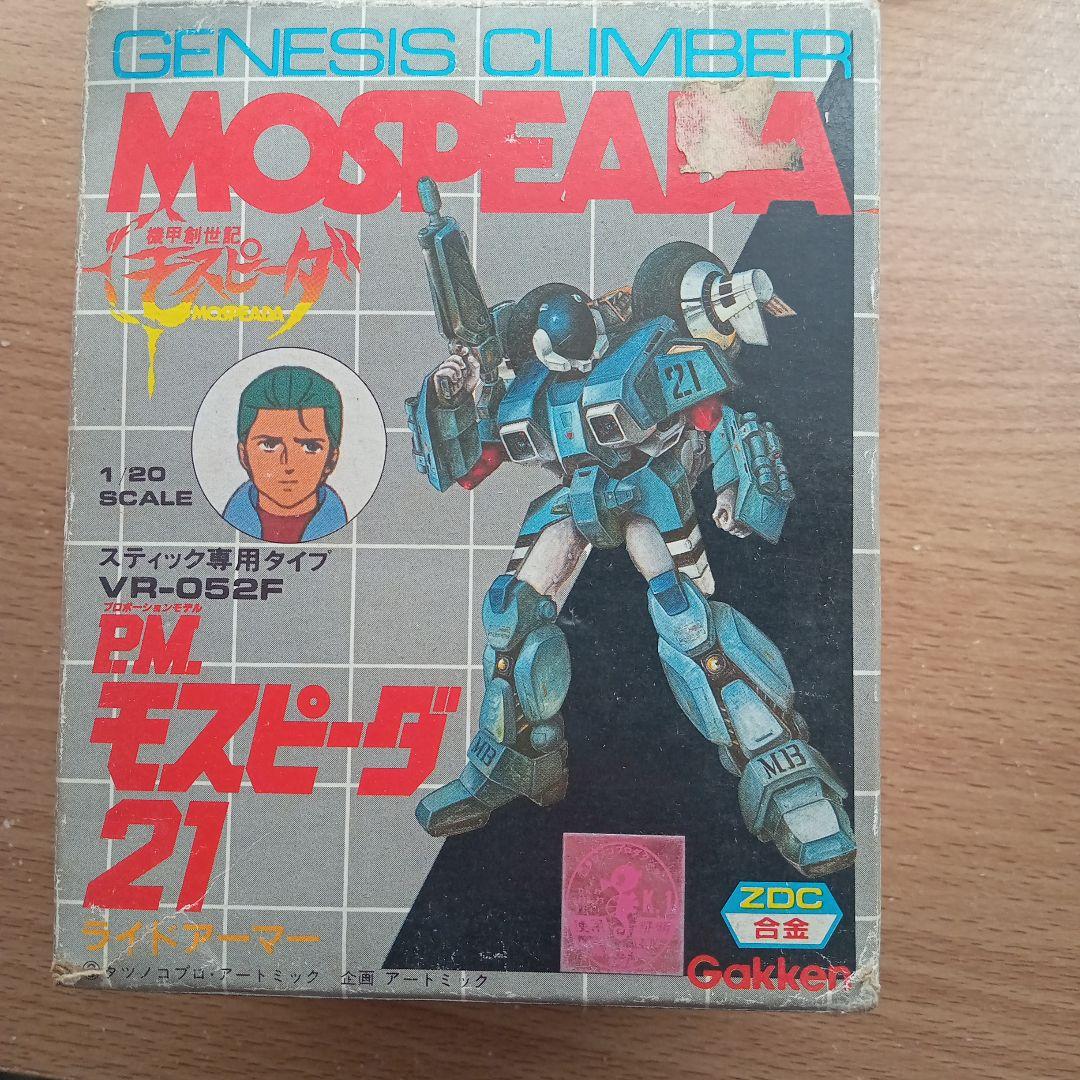 GENESIS CLIMBER
MOSPEADA
機甲創世記
モスピーダ
MOSPEADA
1/20
SCALE
スティック専用タイプ
VR-052F
プロポーションモデル
P.M.
モスピーダ
21
ライドアーマー
©タツノコプロ・アートミック 企画 アートミック
21
M13
M13
ZDC
合金
Gakken